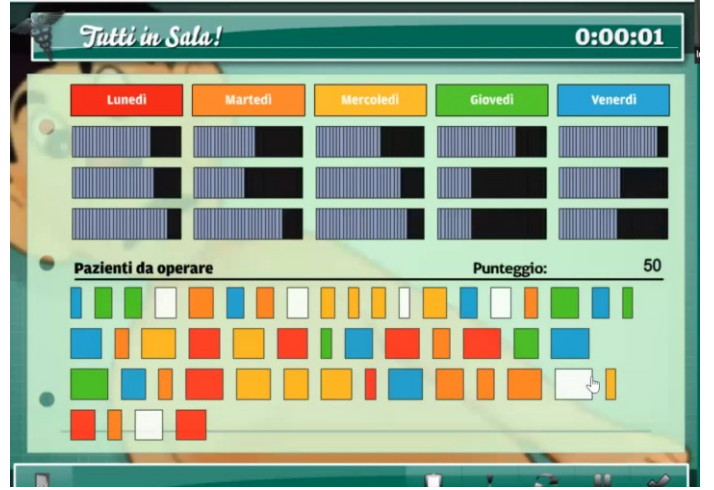 Tutti in Sala!
0:00:01
Lunedì
Martedì
Mercoledì
Giovedì
Venerdì
Pazienti da operare
Punteggio:
50